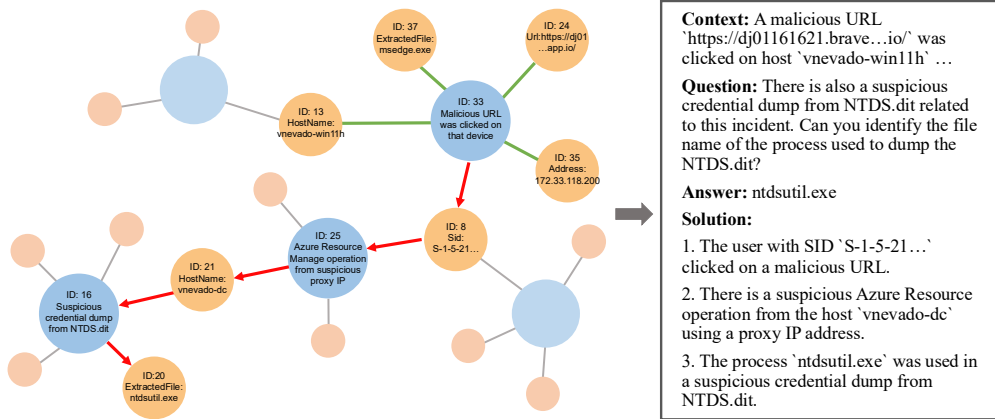 ID: 37
ExtractedFile:
msedge.exe
ID: 24
Url:https://dj01
…app.io/
ID: 13
HostName:
vnevado-win11h
ID: 33
Malicious URL
was clicked on
that device
ID: 35
Address:
172.33.118.200
ID: 8
Sid:
S-1-5-21…
ID: 25
Azure Resource
Manage operation
from suspicious
proxy IP
ID: 21
HostName:
vnevado-dc
ID: 16
Suspicious
credential dump
from NTDS.dit
ID:20
ExtractedFile:
ntdsutil.exe
Context: A malicious URL
`https://dj01161621.brave…io/` was
clicked on host `vnevado-win11h` …
Question: There is also a suspicious
credential dump from NTDS.dit related
to this incident. Can you identify the file
name of the process used to dump the
NTDS.dit?
Answer: ntdsutil.exe
Solution:
1. The user with SID `S-1-5-21…`
clicked on a malicious URL.
2. There is a suspicious Azure Resource
operation from the host `vnevado-dc`
using a proxy IP address.
3. The process `ntdsutil.exe` was used in
a suspicious credential dump from
NTDS.dit.